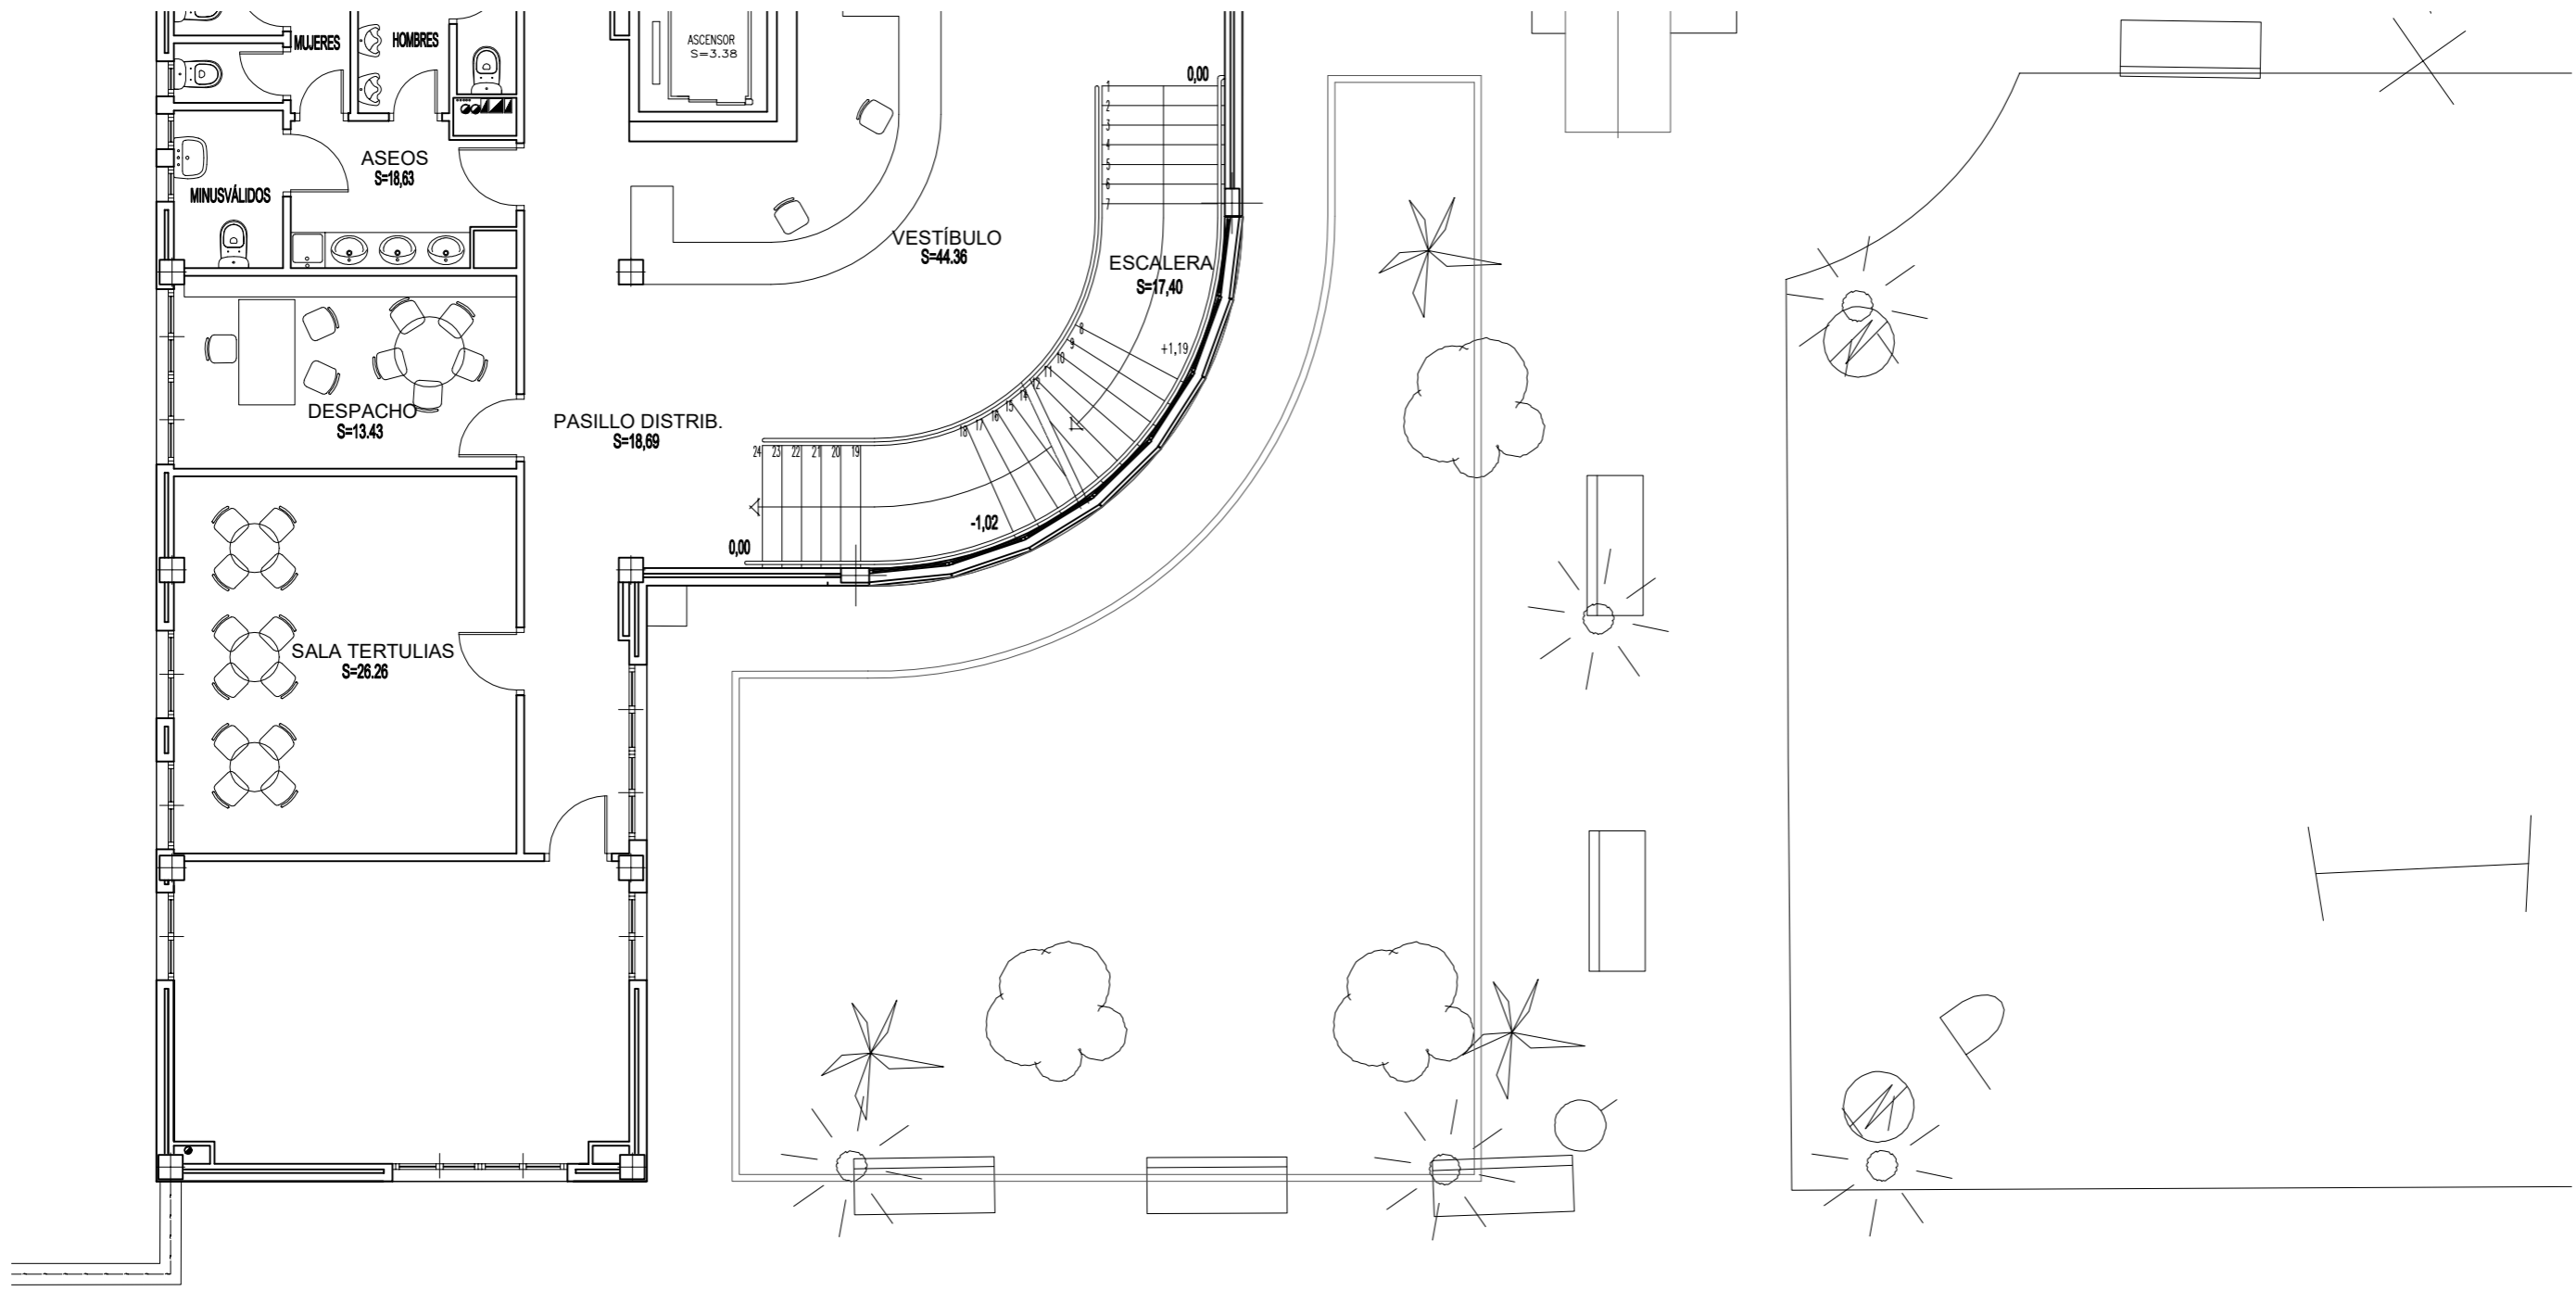 MUJERES
HOMBRES
ASCENSOR
S=3.38
ASEOS
S=18,63
MINUSVÁLIDOS
0,00
1
2
3
4
5
6
7
VESTÍBULO
S=44.36
ESCALERA
S=17,40
8
9
10
11
12
14
15
16
17
18
+1,19
DESPACHO
S=13.43
PASILLO DISTRIB.
S=18,69
24
23
22
21
20
19
-1,02
0,00
SALA TERTULIAS
S=26.26